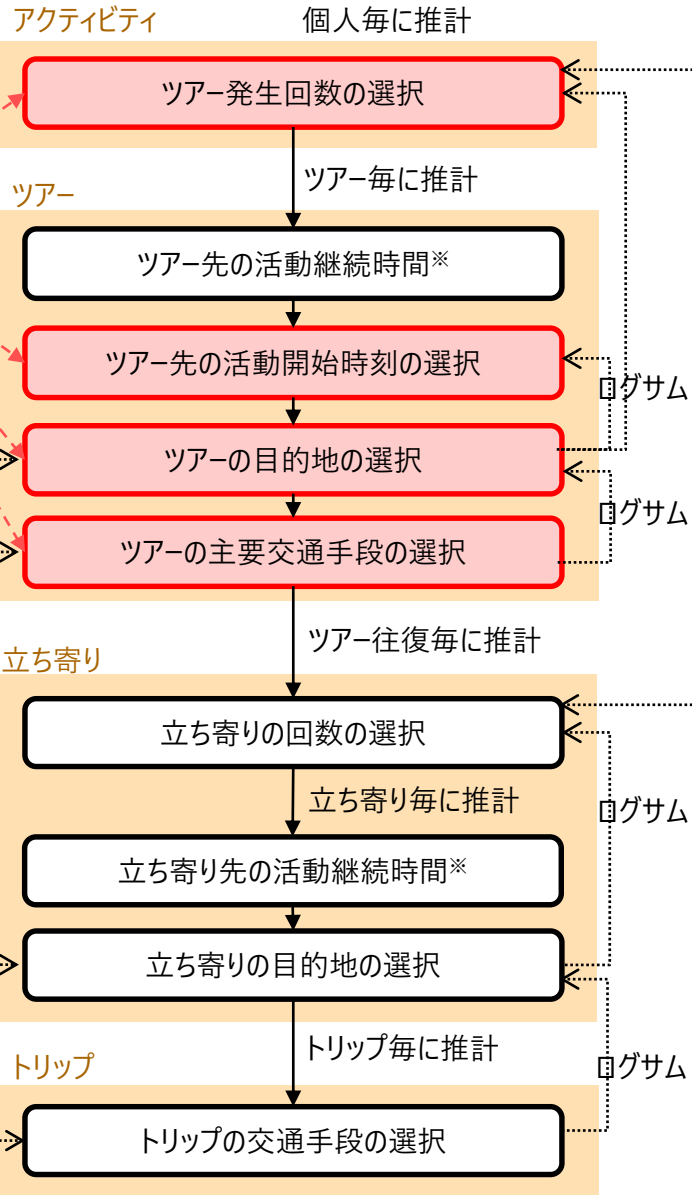 アクティビティ
個人毎に推計
ツアー発生回数の選択
ツアー毎に推計
ツアー
ツアー先の活動継続時間※
ツアー先の活動開始時刻の選択
ログサム
ツアーの目的地の選択
ログサム
ツアーの主要交通手段の選択
ツアー往復毎に推計
立ち寄り
立ち寄りの回数の選択
立ち寄り毎に推計
ログサム
立ち寄り先の活動継続時間※
立ち寄りの目的地の選択
トリップ毎に推計
トリップ
ログサム
トリップの交通手段の選択